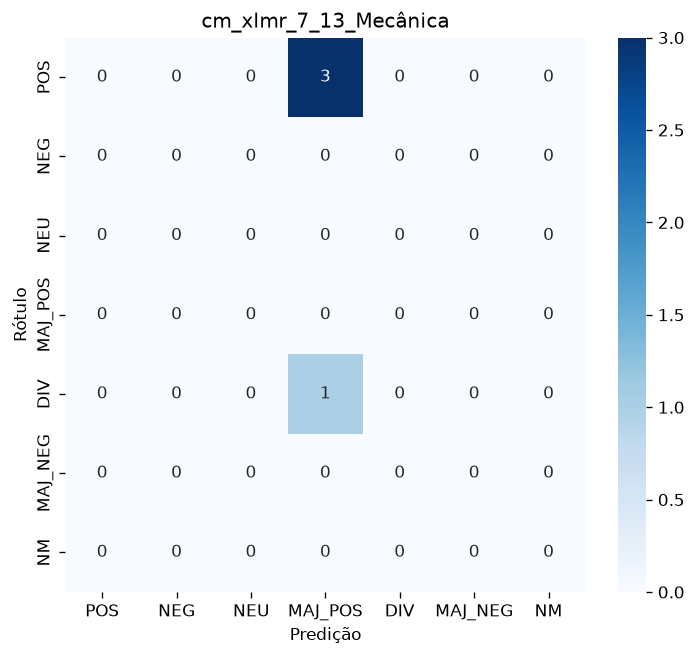 cm_xlmr_7_13_Mecânica
POS 0 0 0 3 0 0 0
NEG 0 0 0 0 0 0 0
NEU 0 0 0 0 0 0 0
MAJ_POS 0 0 0 0 0 0 0
DIV 0 0 0 1 0 0 0
MAJ_NEG 0 0 0 0 0 0 0
NM 0 0 0 0 0 0 0
Rótulo
POS NEG NEU MAJ_POS DIV MAJ_NEG NM
Predição
3.0
2.5
2.0
1.5
1.0
0.5
0.0